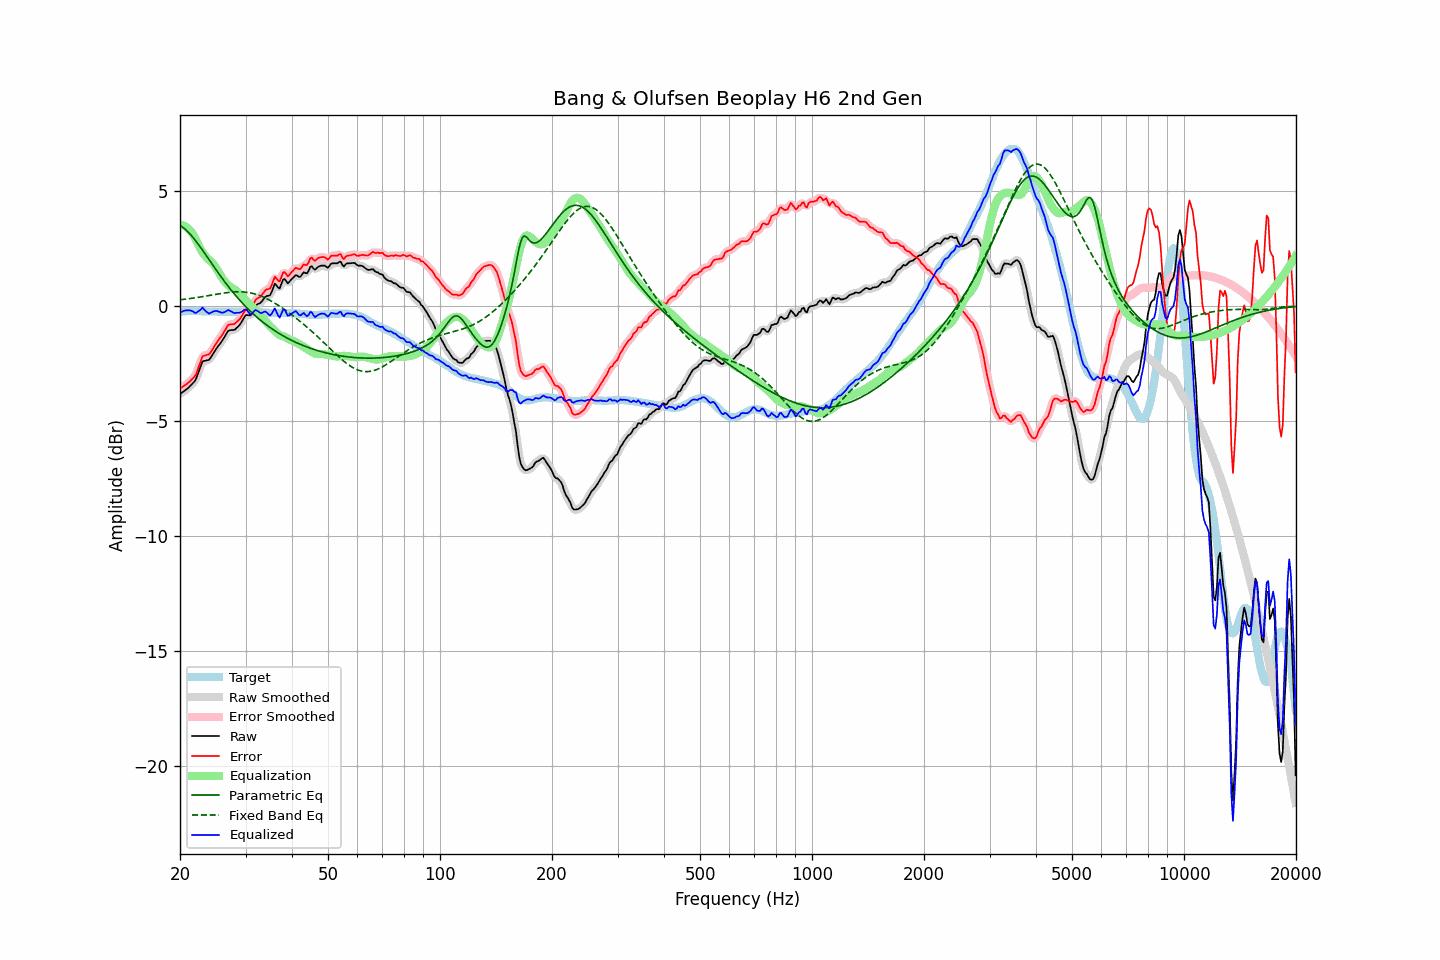 Bang & Olufsen Beoplay H6 2nd Gen
Amplitude (dBr)
5
0
−5
−10
−15
−20
Target
Raw Smoothed
Error Smoothed
Raw
Error
Equalization
Parametric Eq
Fixed Band Eq
Equalized
20 50 100 200 500 1000 2000 5000 10000 20000
Frequency (Hz)